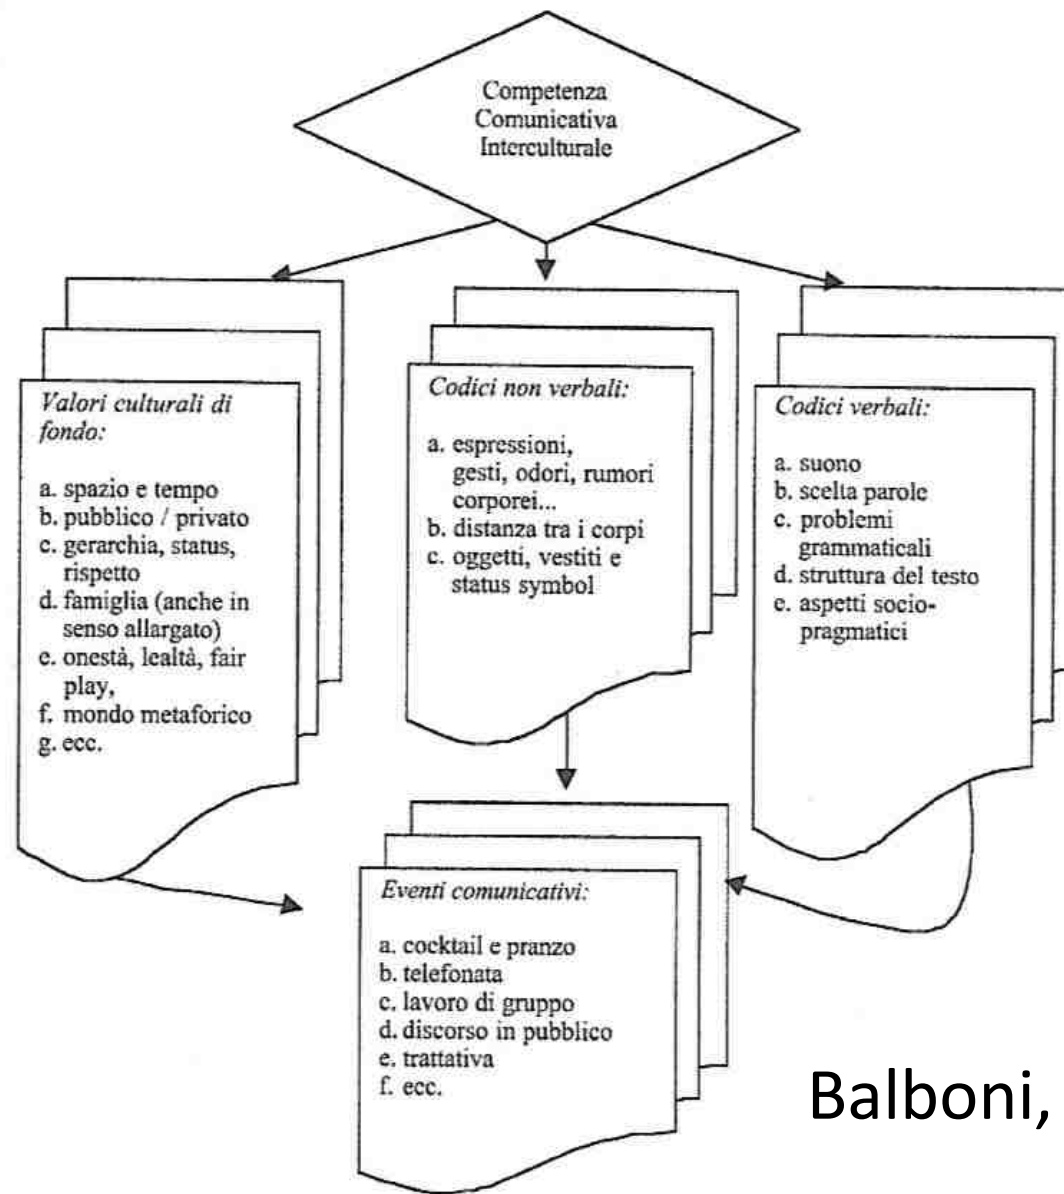 Competenza
Comunicativa
Interculturale
Valori culturali di
fondo:
a. spazio e tempo
b. pubblico / privato
c. gerarchia, status,
rispetto
d. famiglia (anche in
senso allargato)
e. onestà, lealtà, fair
play,
f. mondo metaforico
g. ecc.
Codici non verbali:
a. espressioni,
gesti, odori, rumori
corporei...
b. distanza tra i corpi
c. oggetti, vestiti e
status symbol
Codici verbali:
a. suono
b. scelta parole
c. problemi
grammaticali
d. struttura del testo
e. aspetti socio-
pragmatici
Eventi comunicativi:
a. cocktail e pranzo
b. telefonata
c. lavoro di gruppo
d. discorso in pubblico
e. trattativa
f. ecc.
Balboni,